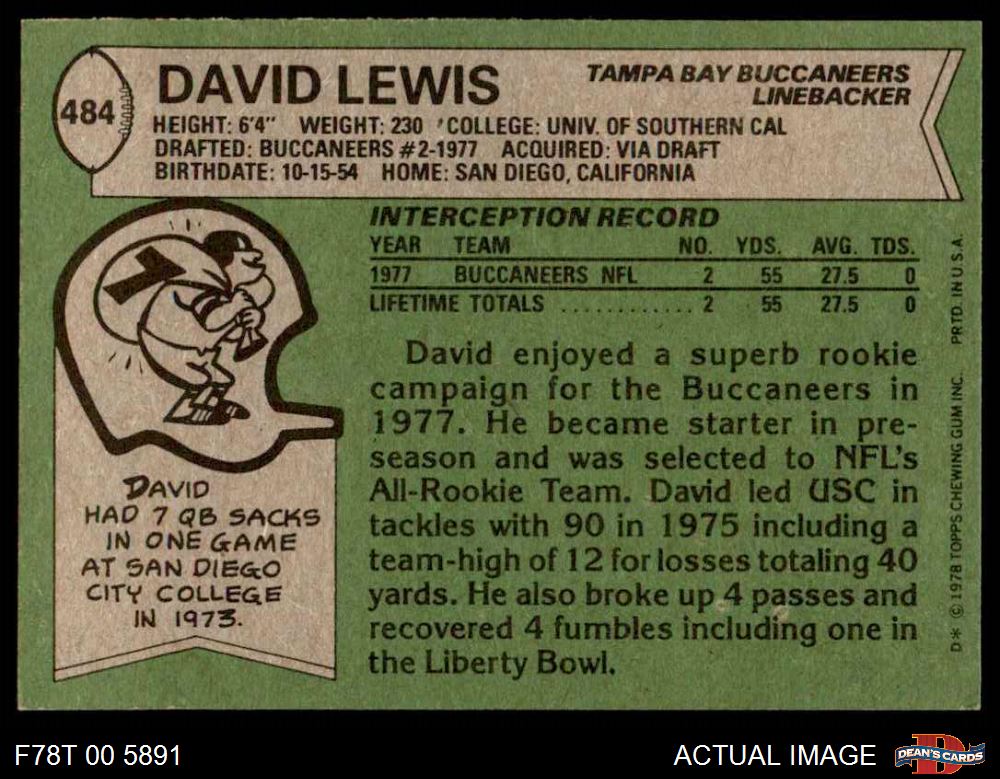 484
DAVID LEWIS
TAMPA BAY BUCCANEERS
LINEBACKER
HEIGHT: 6'4" WEIGHT: 230 COLLEGE: UNIV. OF SOUTHERN CAL
DRAFTED: BUCCANEERS #2-1977 ACQUIRED: VIA DRAFT
BIRTHDATE: 10-15-54 HOME: SAN DIEGO, CALIFORNIA
INTERCEPTION RECORD
YEAR TEAM NO. YDS. AVG. TDS.
1977 BUCCANEERS NFL 2 55 27.5 0
LIFETIME TOTALS ............ 2 55 27.5 0
David enjoyed a superb rookie
campaign for the Buccaneers in
1977. He became starter in pre-
season and was selected to NFL's
All-Rookie Team. David led USC in
tackles with 90 in 1975 including a
team-high of 12 for losses totaling 40
yards. He also broke up 4 passes and
recovered 4 fumbles including one in
the Liberty Bowl.
7
DAVID
HAD 7 QB SACKS
IN ONE GAME
AT SAN DIEGO
CITY COLLEGE
IN 1973.
D* © 1978 TOPPS CHEWING GUM INC. PRTD. IN U.S.A.
F78T 00 5891
ACTUAL IMAGE
D
DEAN'S CARDS